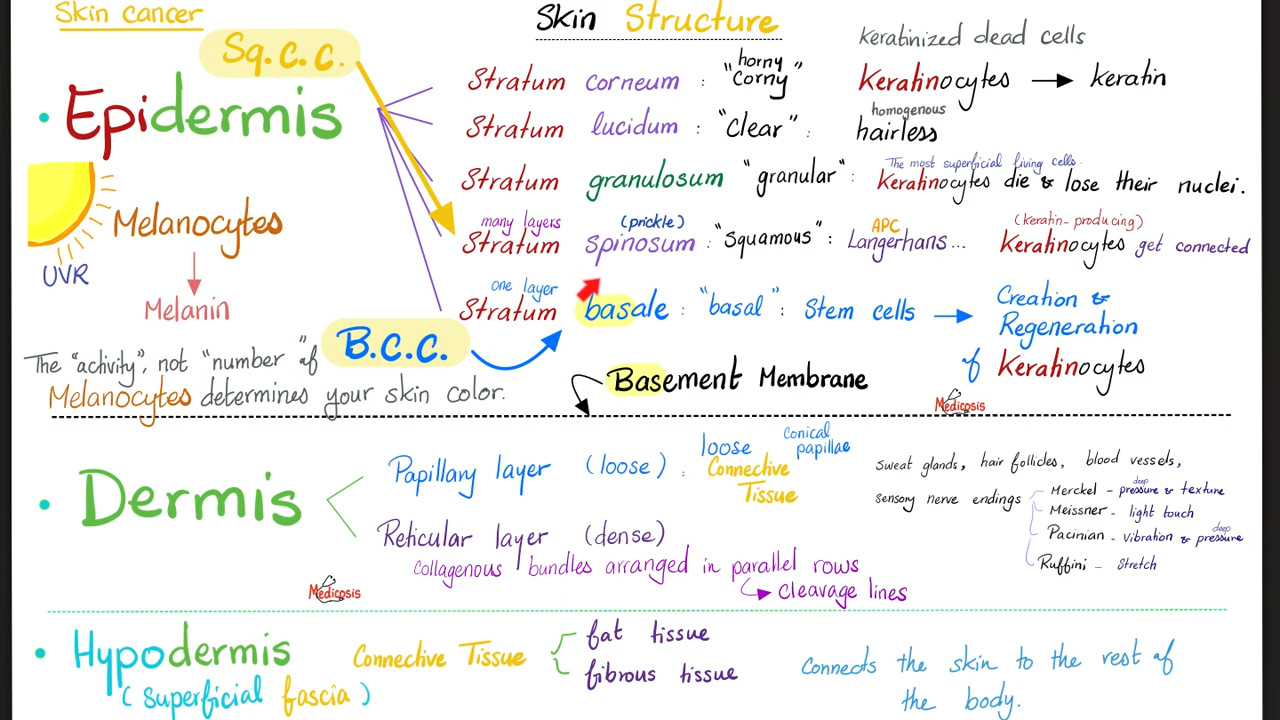 Skin cancer
Skin Structure
Sq.C.C.
keratinized dead cells
• Epidermis
Stratum corneum : "horny Corny" Keratinocytes → keratin
Stratum lucidum : "Clear" : homogenous hairless
The most superficial living cells.
Stratum granulosum "granular" : Keratinocytes die & lose their nuclei.
many layers (prickle) APC (keratin-producing)
Stratum spinosum : "Squamous" : Langerhans... Keratinocytes get connected
one layer
Stratum basale : "basal" : Stem cells → Creation & Regeneration of Keratinocytes
Melanocytes
UVR
Melanin
B.C.C.
The "activity", not "number" of
Melanocytes determines your skin color.
Basement Membrane
Medicosis
• Dermis
Papillary layer (loose) : loose Connective Tissue
conical papillae
Reticular layer (dense)
collagenous bundles arranged in parallel rows
cleavage lines
Sweat glands, hair follicles, blood vessels,
sensory nerve endings
Merckel - deep pressure & texture
Meissner - light touch
Pacinian - vibration & deep pressure
Ruffini - stretch
Medicosis
• Hypodermis
(superficial fascia)
Connective Tissue
fat tissue
fibrous tissue
connects the skin to the rest of
the body.